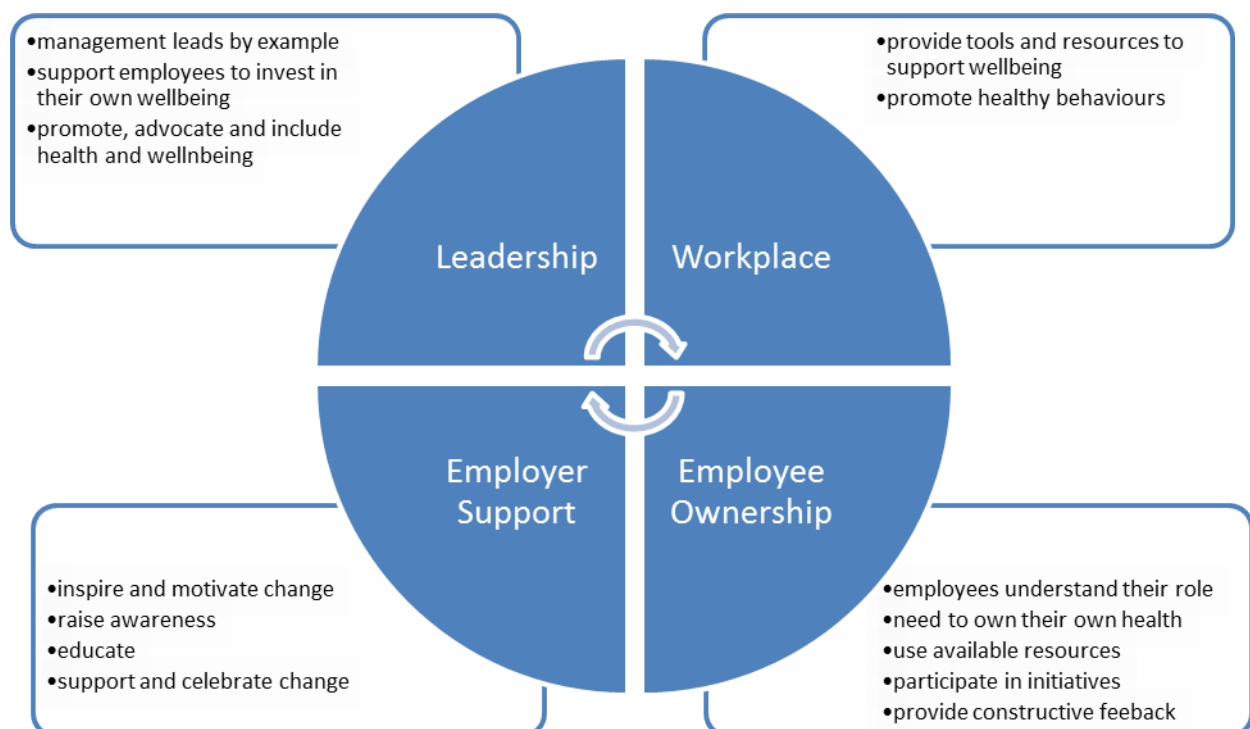 •management leads by example
•support employees to invest in
their own wellbeing
•promote, advocate and include
health and wellnbeing
•provide tools and resources to
support wellbeing
•promote healthy behaviours
Leadership
Workplace
Employer
Support
Employee
Ownership
•inspire and motivate change
•raise awareness
•educate
•support and celebrate change
•employees understand their role
•need to own their own health
•use available resources
•participate in initiatives
•provide constructive feeback